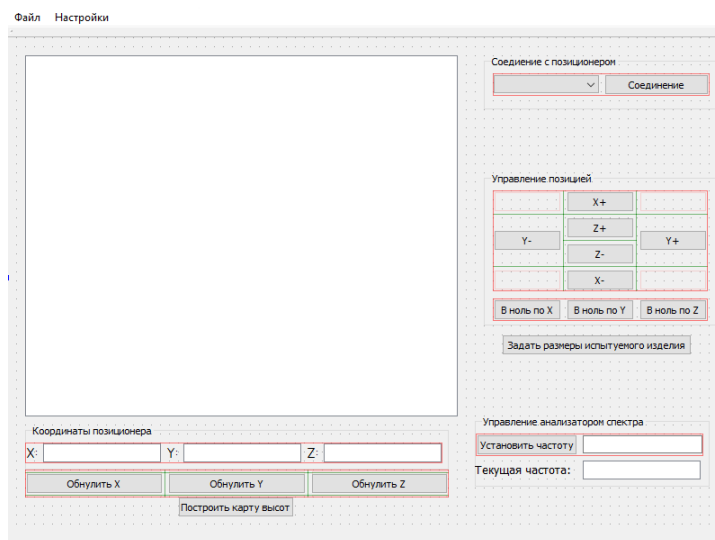 Файл Настройки
Соедиение с позиционером
Соединение
Управление позицией
X+
Z+
Y- Y+
Z-
X-
В ноль по X В ноль по Y В ноль по Z
Задать размеры испытуемого изделия
Координаты позиционера
X: Y: Z:
Обнулить X Обнулить Y Обнулить Z
Построить карту высот
Управление анализатором спектра
Установить частоту
Текущая частота: